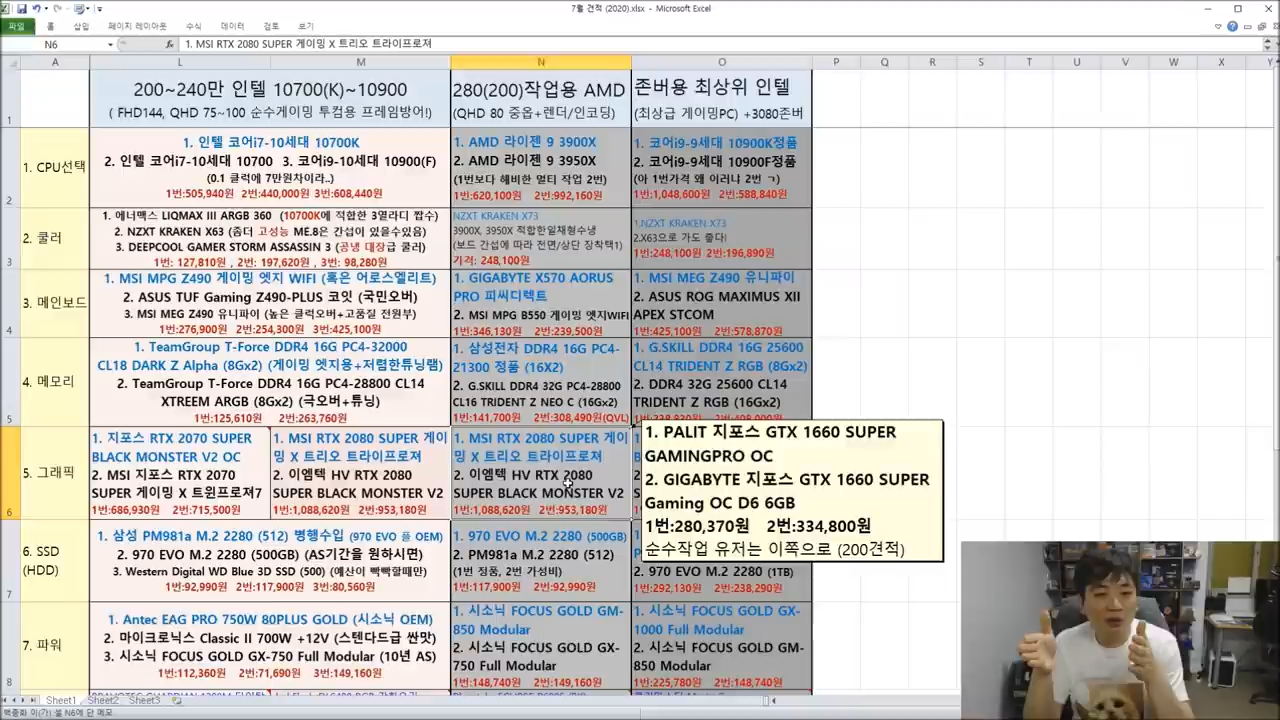 7월 견적 (2020).xlsx - Microsoft Excel
파일 홈 삽입 페이지 레이아웃 수식 데이터 검토 보기
N6 fx 1. MSI RTX 2080 SUPER 게이밍 X 트리오 트라이프로져
A L M N O P Q R S T U V W X Y
1
200~240만 인텔 10700(K)~10900
( FHD144, QHD 75~100 순수게이밍 투컴용 프레임방어!)
280(200)작업용 AMD
(QHD 80 중옵+렌더/인코딩)
존버용 최상위 인텔
(최상급 게이밍PC) +3080존버
2
1. CPU선택
1. 인텔 코어i7-10세대 10700K
2. 인텔 코어i7-10세대 10700 3. 코어i9-10세대 10900(F)
(0.1 클럭에 7만원차이라..)
1번:505,940원 2번:440,000원 3번:608,440원
1. AMD 라이젠 9 3900X
2. AMD 라이젠 9 3950X
(1번보다 해비한 멀티 작업 2번)
1번:620,100원 2번:992,160원
1. 코어i9-9세대 10900K정품
2. 코어i9-9세대 10900F정품
(아 1번가격 왜 이러냐 2번 ㄱ)
1번:1,048,600원 2번:588,840원
3
2. 쿨러
1. 에너맥스 LIQMAX III ARGB 360 (10700K에 적합한 3열라디 짭수)
2. NZXT KRAKEN X63 (좀더 고성능 ME.8은 간섭이 있을수있음)
3. DEEPCOOL GAMER STORM ASSASSIN 3 (공냉 대장급 쿨러)
1번: 127,810원 , 2번: 197,620원 , 3번: 98,280원
NZXT KRAKEN X73
3900X, 3950X 적합한일체형수냉
(보드 간섭에 따라 전면/상단 장착택1)
가격: 248,100원
1.NZXT KRAKEN X73
2.X63으로 가도 좋다!
1번:248,100원 2번:196,890원
4
3. 메인보드
1. MSI MPG Z490 게이밍 엣지 WIFI (혹은 어로스엘리트)
2. ASUS TUF Gaming Z490-PLUS 코잇 (국민오버)
3. MSI MEG Z490 유니파이 (높은 클럭오버+고품질 전원부)
1번:276,900원 2번:254,300원 3번:425,100원
1. GIGABYTE X570 AORUS
PRO 피씨디렉트
2. MSI MPG B550 게이밍 엣지WIFI
1번:346,130원 2번:239,500원
1. MSI MEG Z490 유니파이
2. ASUS ROG MAXIMUS XII
APEX STCOM
1번:425,100원 2번:578,870원
5
4. 메모리
1. TeamGroup T-Force DDR4 16G PC4-32000
CL18 DARK Z Alpha (8Gx2) (게이밍 엣지용+저렴한튜닝램)
2. TeamGroup T-Force DDR4 16G PC4-28800 CL14
XTREEM ARGB (8Gx2) (극오버+튜닝)
1번:125,610원 2번:263,760원
1. 삼성전자 DDR4 16G PC4-
21300 정품 (16X2)
2. G.SKILL DDR4 32G PC4-28800
CL16 TRIDENT Z NEO C (16Gx2)
1번:141,700원 2번:308,490원(QVL)
1. G.SKILL DDR4 16G 25600
CL14 TRIDENT Z RGB (8Gx2)
2. DDR4 32G 25600 CL14
TRIDENT Z RGB (16Gx2)
6
5. 그래픽
1. 지포스 RTX 2070 SUPER
BLACK MONSTER V2 OC
2. MSI 지포스 RTX 2070
SUPER 게이밍 X 트윈프로져7
1번:686,930원 2번:715,500원
1. MSI RTX 2080 SUPER 게이
밍 X 트리오 트라이프로져
2. 이엠텍 HV RTX 2080
SUPER BLACK MONSTER V2
1번:1,088,620원 2번:953,180원
1. MSI RTX 2080 SUPER 게이
밍 X 트리오 트라이프로져
2. 이엠텍 HV RTX 2080
SUPER BLACK MONSTER V2
1번:1,088,620원 2번:953,180원
1. PALIT 지포스 GTX 1660 SUPER
GAMINGPRO OC
2. GIGABYTE 지포스 GTX 1660 SUPER
Gaming OC D6 6GB
1번:280,370원 2번:334,800원
순수작업 유저는 이쪽으로 (200견적)
7
6. SSD
(HDD)
1. 삼성 PM981a M.2 2280 (512) 병행수입 (970 EVO 플 OEM)
2. 970 EVO M.2 2280 (500GB) (AS기간을 원하시면)
3. Western Digital WD Blue 3D SSD (500) (예산이 빡빡할때만)
1번:92,990원 2번:117,900원 3번:80,560원
1. 970 EVO M.2 2280 (500GB)
2. PM981a M.2 2280 (512)
(1번 정품, 2번 가성비)
1번:117,900원 2번:92,990원
2. 970 EVO M.2 2280 (1TB)
1번:292,130원 2번:238,290원
8
7. 파워
1. Antec EAG PRO 750W 80PLUS GOLD (시소닉 OEM)
2. 마이크로닉스 Classic II 700W +12V (스텐다드급 싼맛)
3. 시소닉 FOCUS GOLD GX-750 Full Modular (10년 AS)
1번:112,360원 2번:71,690원 3번:149,160원
1. 시소닉 FOCUS GOLD GM-
850 Modular
2. 시소닉 FOCUS GOLD GX-
750 Full Modular
1번:148,740원 2번:149,160원
1. 시소닉 FOCUS GOLD GX-
1000 Full Modular
2. 시소닉 FOCUS GOLD GM-
850 Modular
1번:225,780원 2번:148,740원
Sheet1 Sheet2 Sheet3
백종화 이(가) 셀 N6에 단 메모